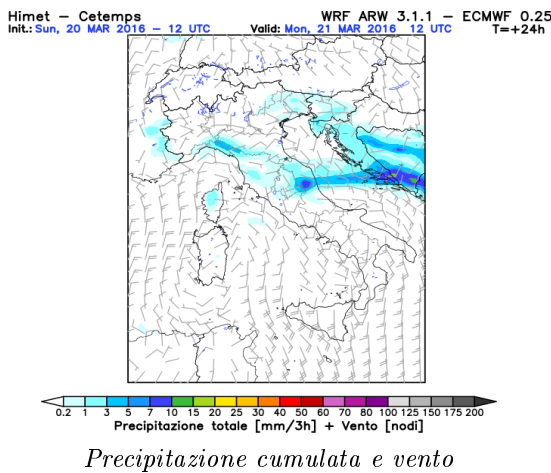 Himet − Cetemps WRF ARW 3.1.1 − ECMWF 0.25
Init.: Sun, 20 MAR 2016 − 12 UTC Valid: Mon, 21 MAR 2016 12 UTC T=+24h
0.2 1 3 5 7 10 15 20 25 30 40 50 60 70 80 100 125 150 175 200
Precipitazione totale [mm/3h] + Vento [nodi]
Precipitazione cumulata e vento